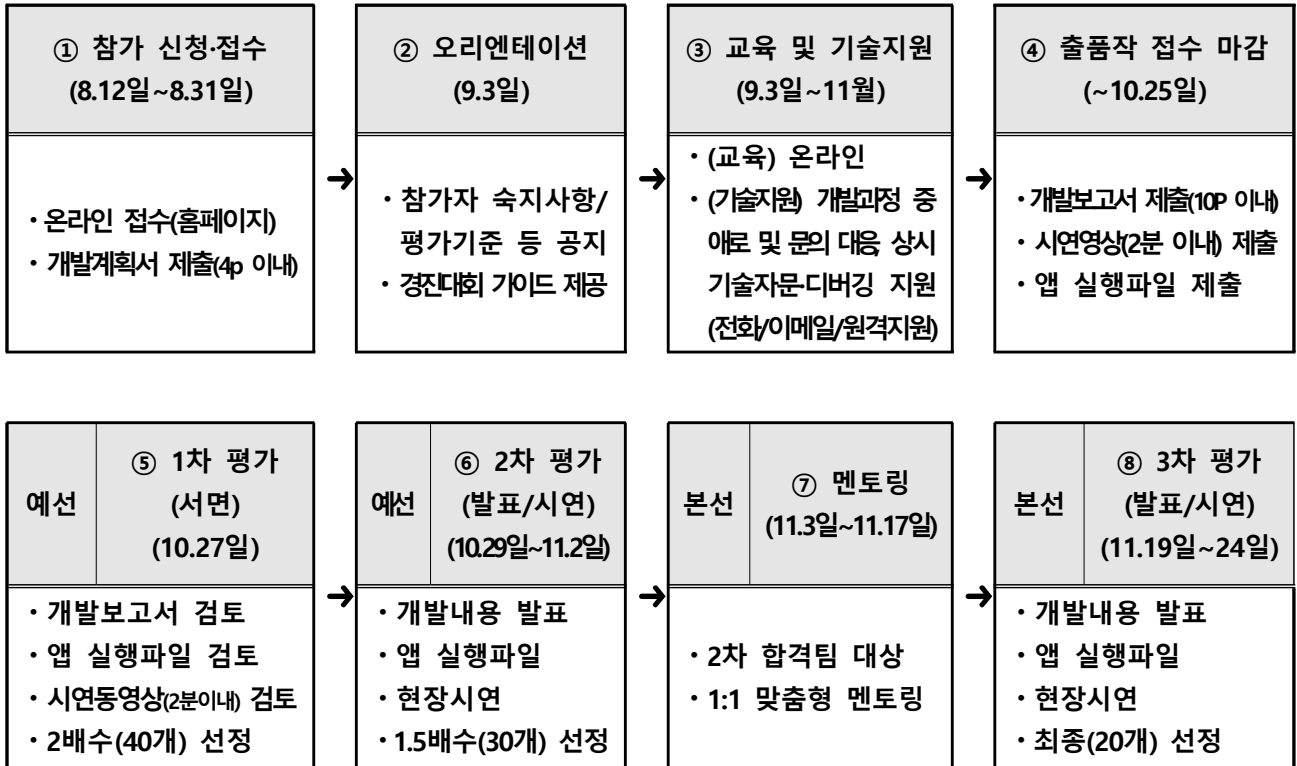 ① 참가 신청·접수
(8.12일~8.31일)
・온라인 접수(홈페이지)
・개발계획서 제출(4p 이내)
➜
② 오리엔테이션
(9.3일)
・참가자 숙지사항/
평가기준 등 공지
・경진대회 가이드 제공
➜
③ 교육 및 기술지원
(9.3일~11월)
・(교육) 온라인
・(기술지원) 개발과정 중
애로 및 문의 대응, 상시
기술자문·디버깅 지원
(전화/이메일/원격지원)
➜
④ 출품작 접수 마감
(~10.25일)
・개발보고서 제출(10P 이내)
・시연영상(2분 이내) 제출
・앱 실행파일 제출
예선
⑤ 1차 평가
(서면)
(10.27일)
・개발보고서 검토
・앱 실행파일 검토
・시연동영상(2분이내) 검토
・2배수(40개) 선정
➜
예선
⑥ 2차 평가
(발표/시연)
(10.29일~11.2일)
・개발내용 발표
・앱 실행파일
・현장시연
・1.5배수(30개) 선정
➜
본선
⑦ 멘토링
(11.3일~11.17일)
・2차 합격팀 대상
・1:1 맞춤형 멘토링
➜
본선
⑧ 3차 평가
(발표/시연)
(11.19일~24일)
・개발내용 발표
・앱 실행파일
・현장시연
・최종(20개) 선정